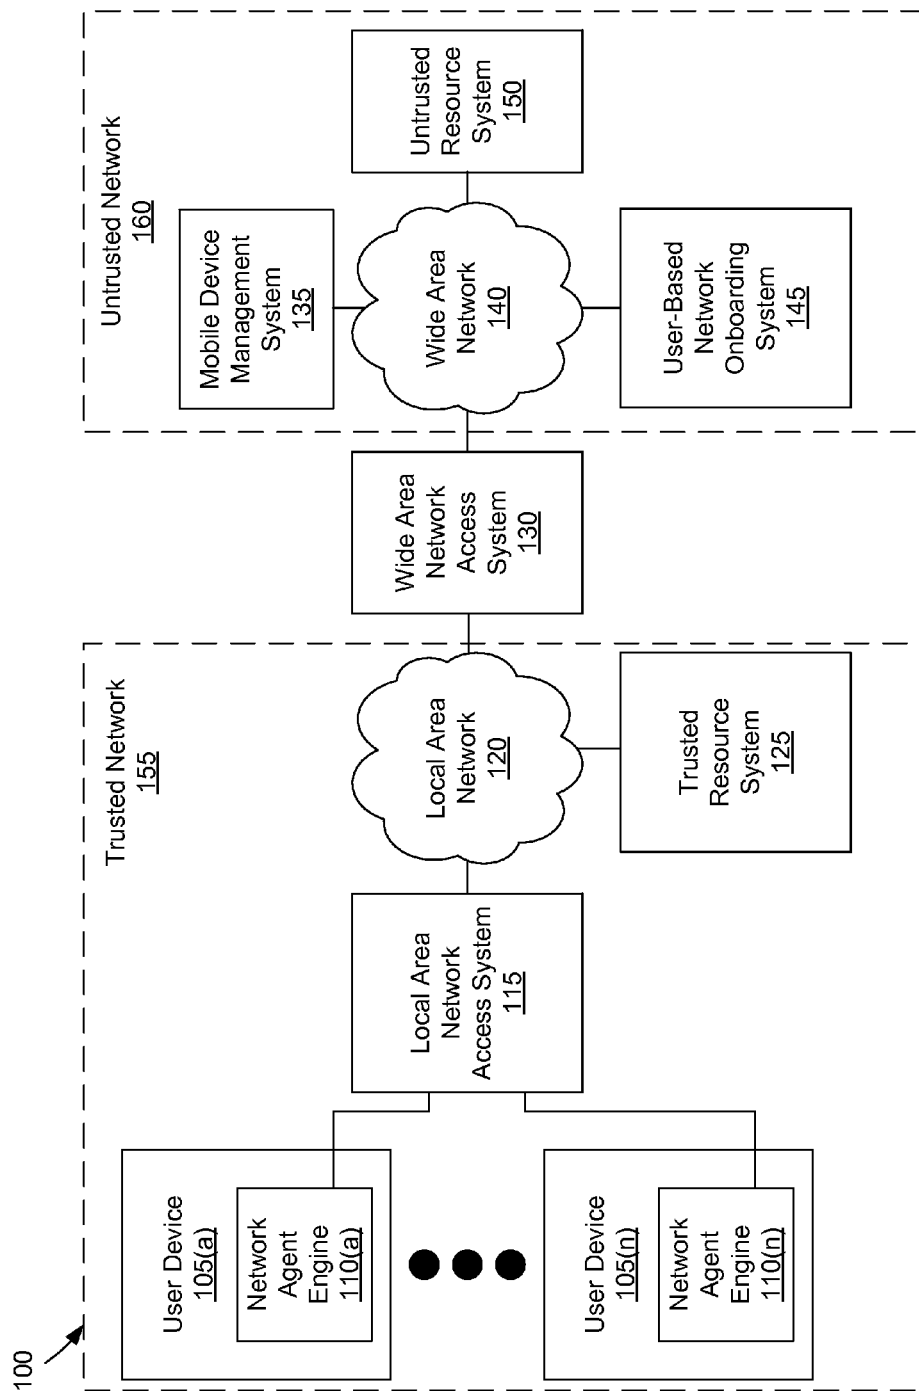 100
Trusted Network
155
User Device
105(a)
Network
Agent
Engine
110(a)
User Device
105(n)
Network
Agent
Engine
110(n)
Local Area
Network
Access System
115
Local Area
Network
120
Trusted
Resource
System
125
Wide Area
Network
Access
System
130
Untrusted Network
160
Mobile Device
Management
System
135
Wide Area
Network
140
User-Based
Network
Onboarding
System
145
Untrusted
Resource
System
150